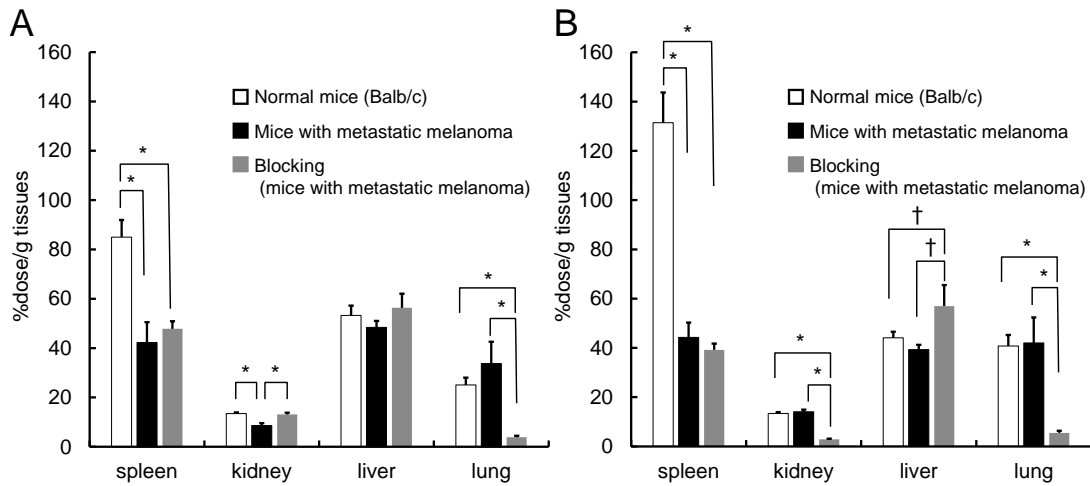 A
%dose/g tissues
160
140
120
100
80
60
40
20
0
Normal mice (Balb/c)
Mice with metastatic melanoma
Blocking
(mice with metastatic melanoma)
* * * * * *
spleen kidney liver lung
B
%dose/g tissues
160
140
120
100
80
60
40
20
0
Normal mice (Balb/c)
Mice with metastatic melanoma
Blocking
(mice with metastatic melanoma)
* * * * † † * *
spleen kidney liver lung